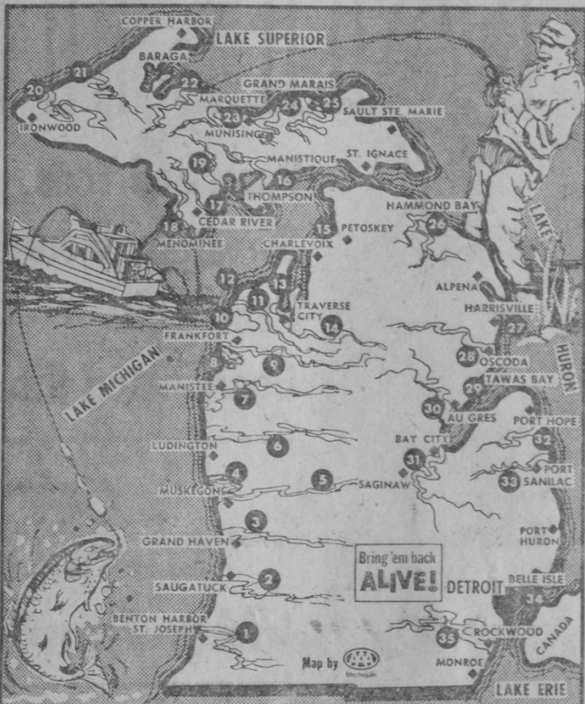 COPPER HARBOR
LAKE SUPERIOR
BARAGA
21
22
20
MARQUETTE
GRAND MARAIS
24
25
23
SAULT STE. MARIE
IRONWOOD
MUNISING
19
MANISTIQUE
ST. IGNACE
16
THOMPSON
17
HAMMOND BAY
CEDAR RIVER
18
MENOMINEE
15
PETOSKEY
26
LAKE
HURON
CHARLEVOIX
12
13
ALPENA
11
TRAVERSE
CITY
HARRISVILLE
10
14
27
FRANKFORT
LAKE MICHIGAN
8
9
28
OSCODA
TAWAS BAY
MANISTEE
29
7
30
AU GRES
PORT HOPE
BAY CITY
6
32
LUDINGTON
31
4
5
SAGINAW
33
PORT
SANILAC
MUSKEGON
3
GRAND HAVEN
PORT
HURON
Bring 'em back
ALIVE!
DETROIT
BELLE ISLE
SAUGATUCK
2
34
BENTON HARBOR
ST. JOSEPH
1
35
ROCKWOOD
CANADA
Map by AAA
Michigan
MONROE
LAKE ERIE